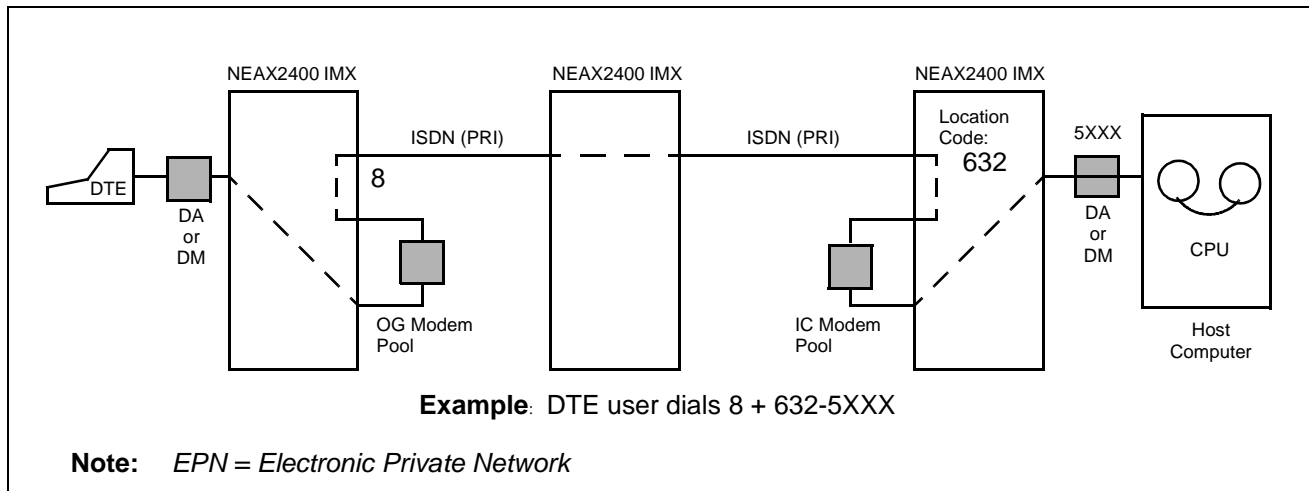 NEAX2400 IMX
NEAX2400 IMX
NEAX2400 IMX
ISDN (PRI)
ISDN (PRI)
Location
Code:
632
5XXX
8
DTE
DA
or
DM
OG Modem
Pool
IC Modem
Pool
DA
or
DM
CPU
Host
Computer
Example: DTE user dials 8 + 632-5XXX
Note: EPN = Electronic Private Network